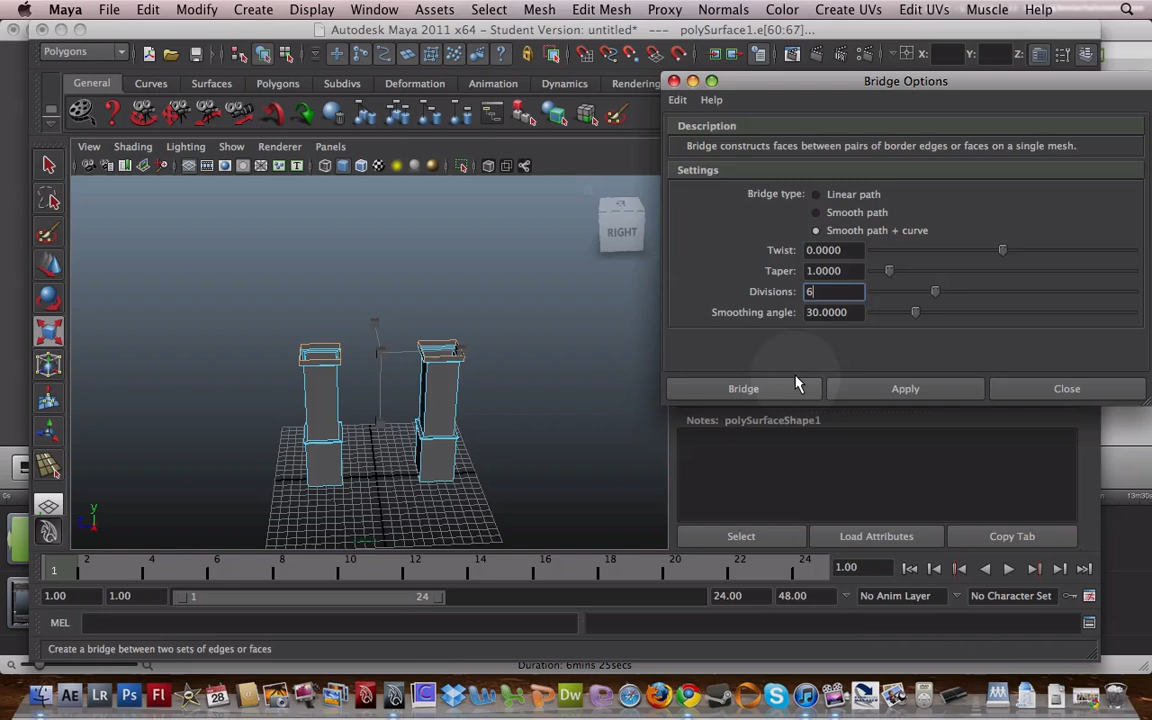 Maya File Edit Modify Create Display Window Assets Select Mesh Edit Mesh Proxy Normals Color Create UVs Edit UVs Muscle Help
Autodesk Maya 2011 x64 - Student Version: untitled* --- polySurface1.e[60:67]...
Polygons
X: Y: Z:
General Curves Surfaces Polygons Subdivs Deformation Animation Dynamics Rendering
View Shading Lighting Show Renderer Panels
RIGHT
y
Bridge Options
Edit Help
Description
Bridge constructs faces between pairs of border edges or faces on a single mesh.
Settings
Bridge type: Linear path
Smooth path
Smooth path + curve
Twist: 0.0000
Taper: 1.0000
Divisions: 6
Smoothing angle: 30.0000
Bridge Apply Close
Notes: polySurfaceShape1
Select Load Attributes Copy Tab
13m30s
2 4 6 8 10 12 14 16 18 20 22 24
1 1.00
1.00 1.00 1 24 24.00 48.00 No Anim Layer No Character Set
MEL
Create a bridge between two sets of edges or faces
Duration: 6mins 25secs
Ae Lr Ps Fl 28 Dw